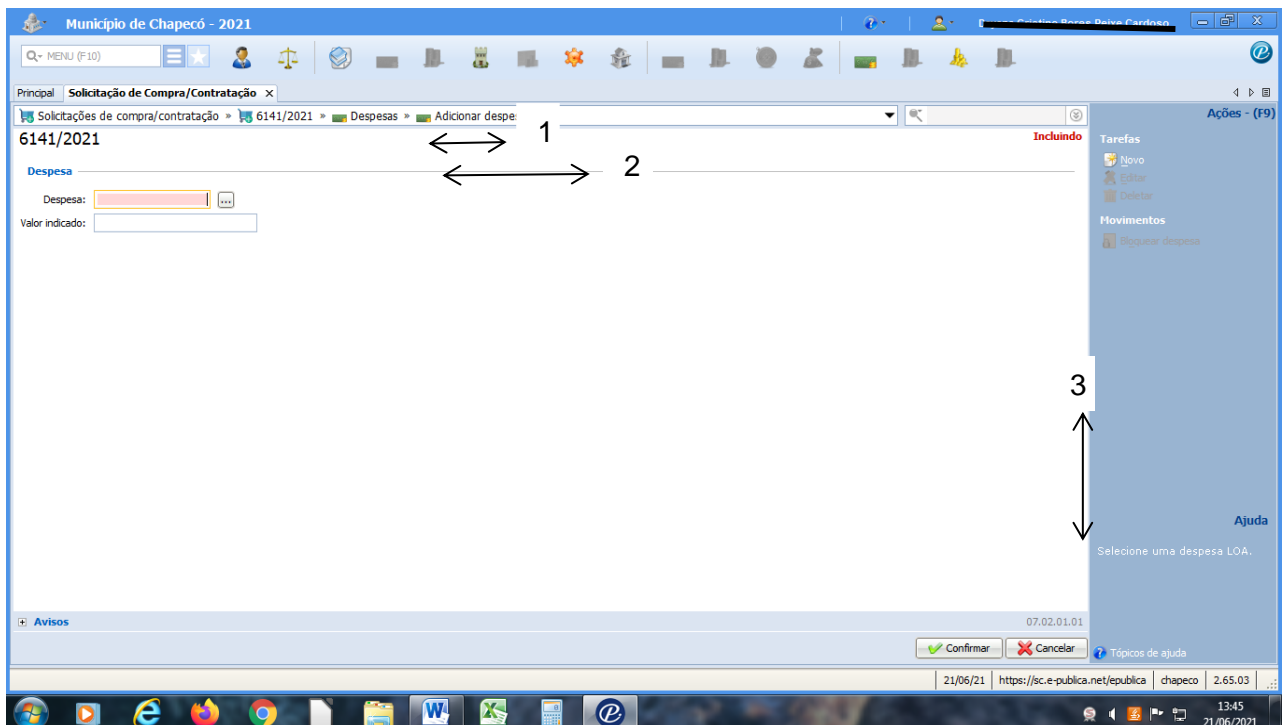 Município de Chapecó - 2021
MENU (F10)
Principal Solicitação de Compra/Contratação X
Solicitações de compra/contratação » 6141/2021 » Despesas » Adicionar despe
1
Ações - (F9)
6141/2021
Incluindo
Tarefas
2
Novo
Editar
Deletar
Despesa
Despesa: ...
Valor indicado:
Movimentos
Bloquear despesa
3
Ajuda
Selecione uma despesa LOA.
Avisos
07.02.01.01
Confirmar Cancelar
Tópicos de ajuda
21/06/21 https://sc.e-publica.net/epublica chapeco 2.65.03
13:45
21/06/2021